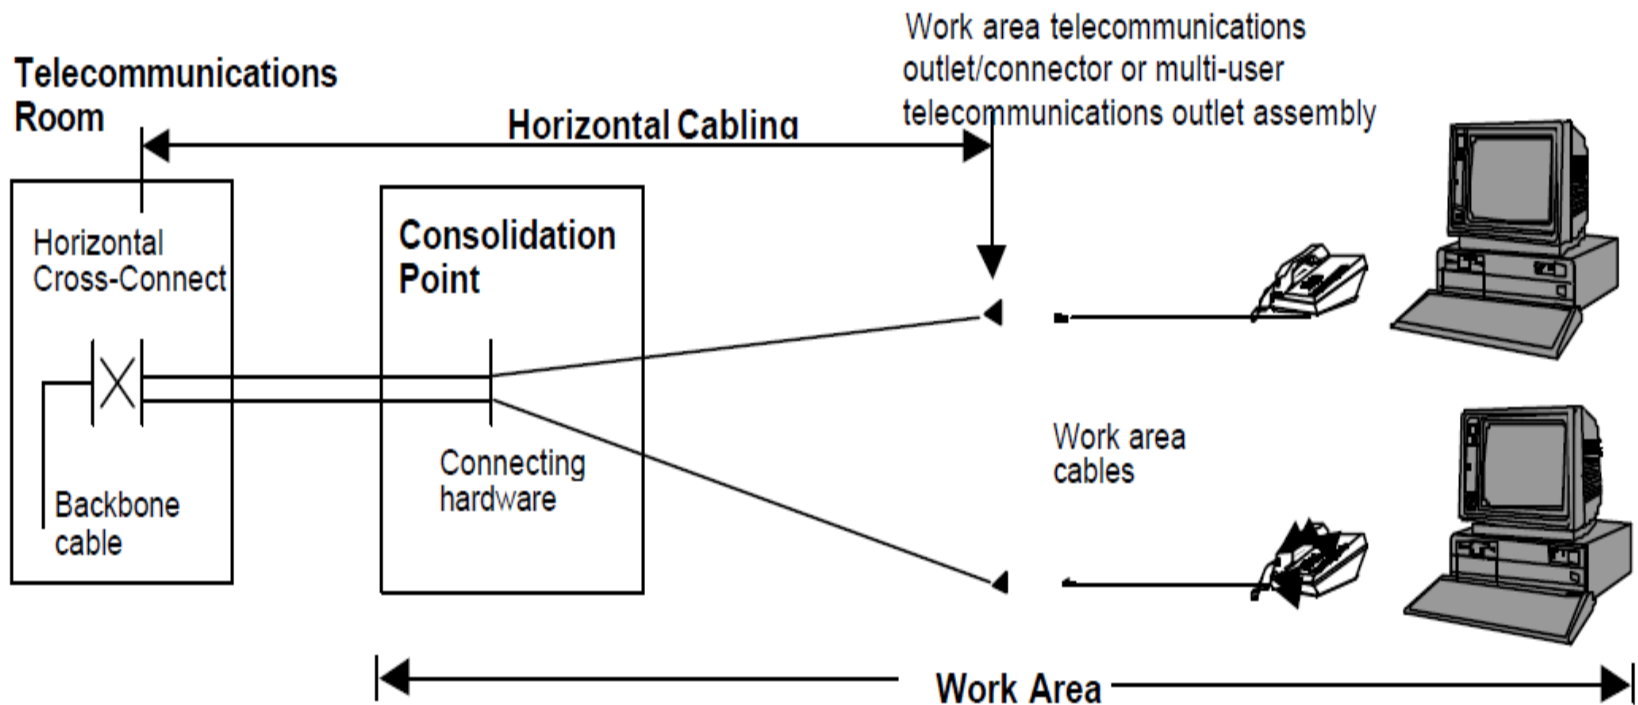 Work area telecommunications
outlet/connector or multi-user
telecommunications outlet assembly
Telecommunications
Room
Horizontal Cabling
Horizontal
Cross-Connect
Consolidation
Point
Connecting
hardware
Backbone
cable
Work area
cables
Work Area